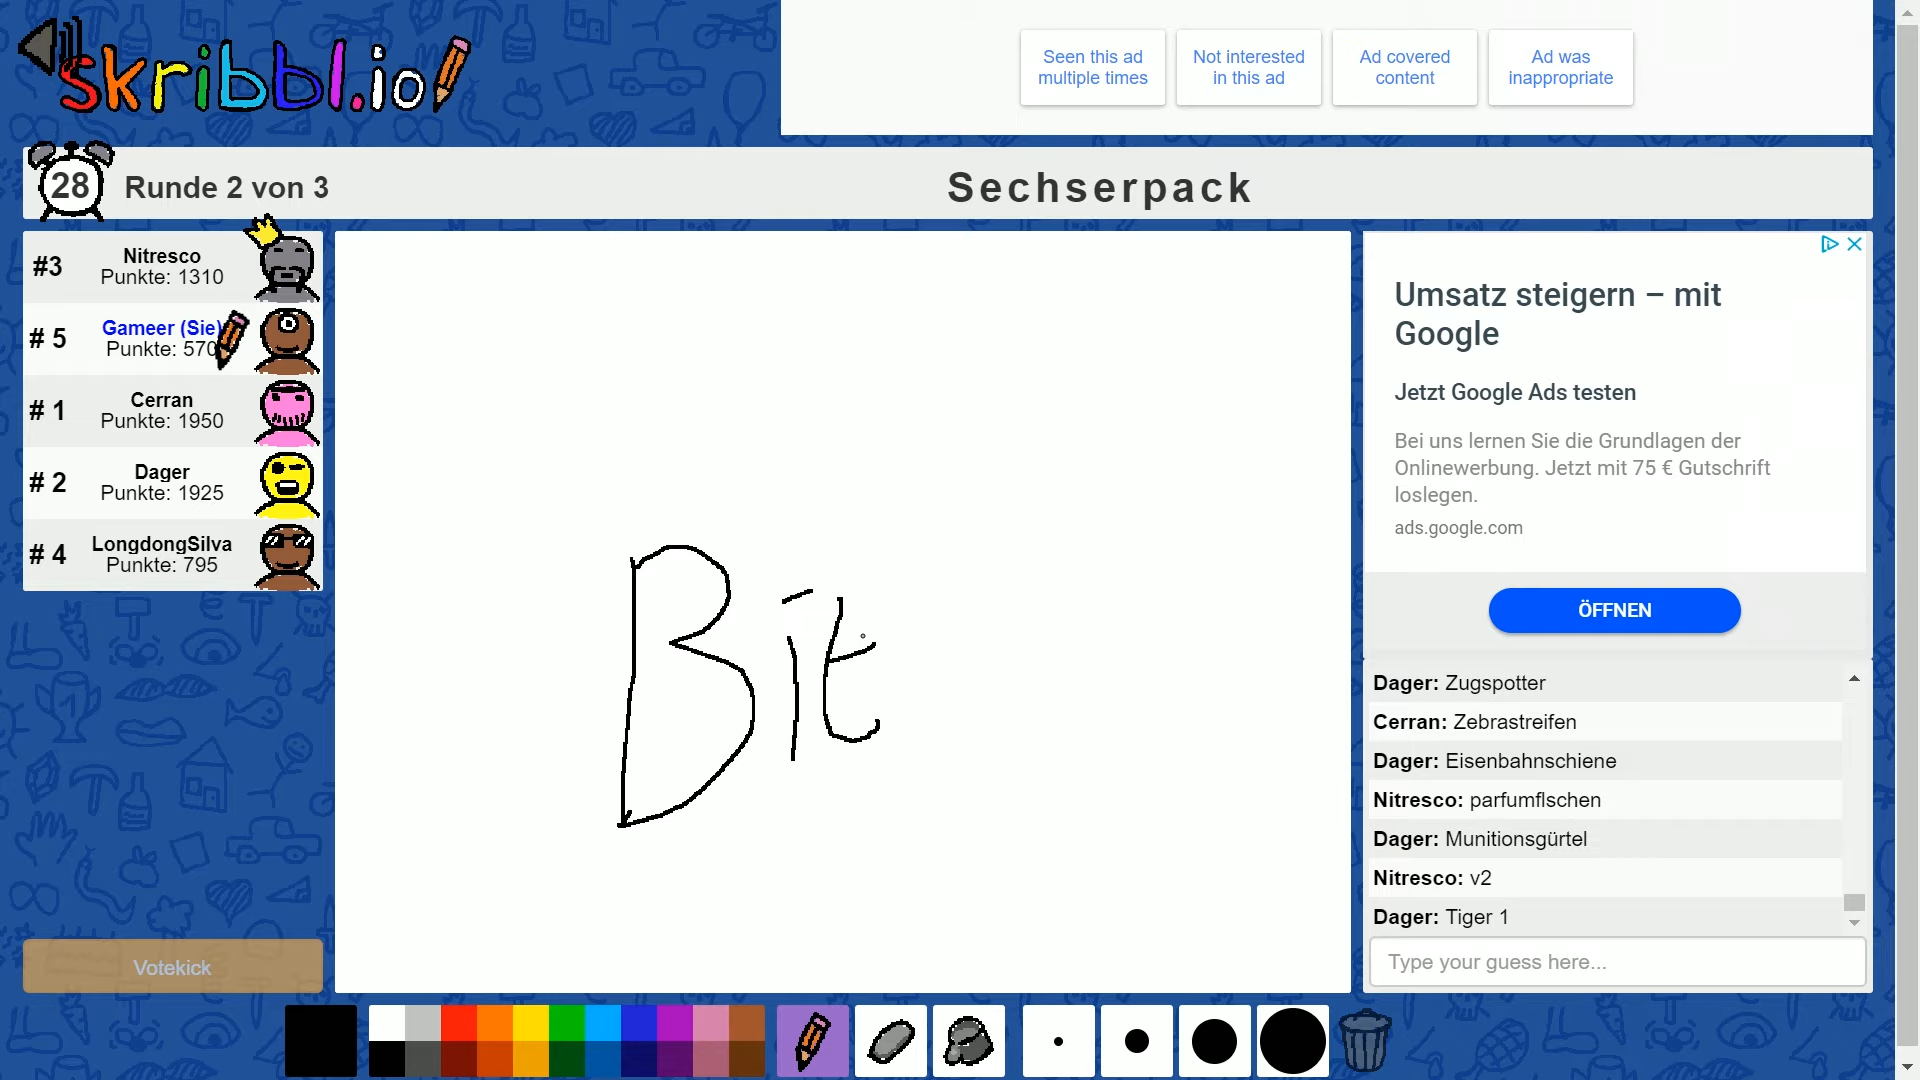 skribbl.io
Seen this ad
multiple times
Not interested
in this ad
Ad covered
content
Ad was
inappropriate
28
Runde 2 von 3
Sechserpack
#3
Nitresco
Punkte: 1310
# 5
Gameer (Sie)
Punkte: 570
# 1
Cerran
Punkte: 1950
# 2
Dager
Punkte: 1925
# 4
LongdongSilva
Punkte: 795
Votekick
Bit
Umsatz steigern – mit
Google
Jetzt Google Ads testen
Bei uns lernen Sie die Grundlagen der
Onlinewerbung. Jetzt mit 75 € Gutschrift
loslegen.
ads.google.com
ÖFFNEN
Dager: Zugspotter
Cerran: Zebrastreifen
Dager: Eisenbahnschiene
Nitresco: parfumflschen
Dager: Munitionsgürtel
Nitresco: v2
Dager: Tiger 1
Type your guess here...